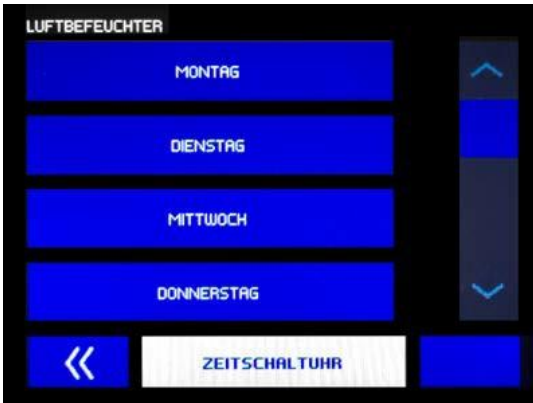 LUFTBEFEUCHTER
MONTAG
DIENSTAG
MITTWOCH
DONNERSTAG
ZEITSCHALTUHR